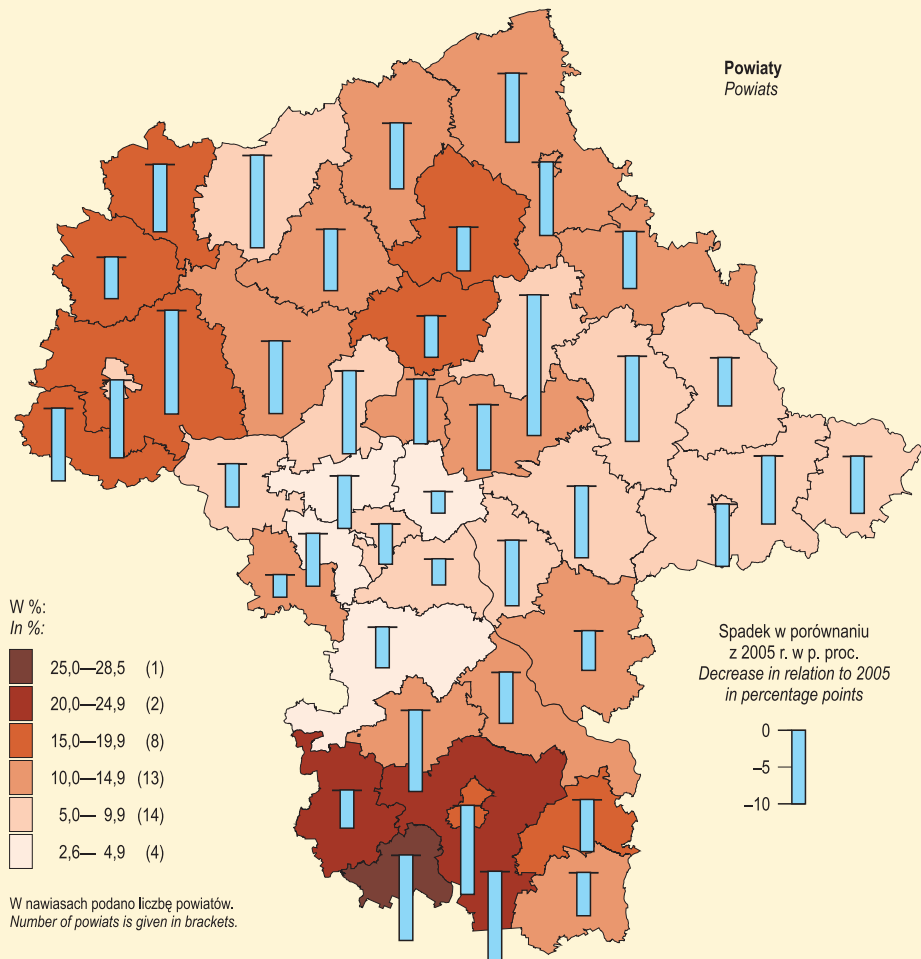 Powiaty
Powiats
W %:
In %:
25,0—28,5 (1)
20,0—24,9 (2)
15,0—19,9 (8)
10,0—14,9 (13)
5,0— 9,9 (14)
2,6— 4,9 (4)
W nawiasach podano liczbę powiatów.
Number of powiats is given in brackets.
Spadek w porównaniu
z 2005 r. w p. proc.
Decrease in relation to 2005
in percentage points
0
–5
–10